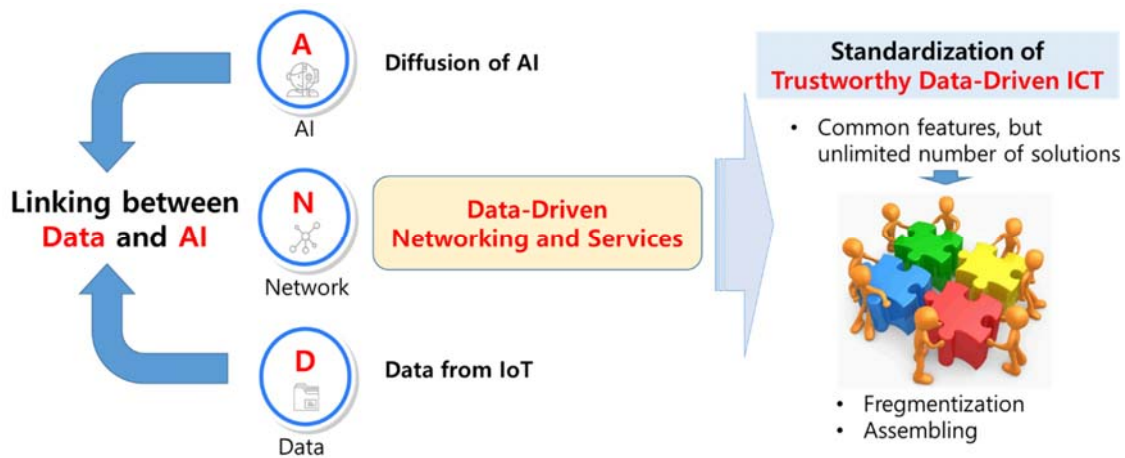 A
AI
Diffusion of AI
Linking between
Data and AI
N
Network
Data-Driven
Networking and Services
D
Data
Data from IoT
Standardization of
Trustworthy Data-Driven ICT
• Common features, but
unlimited number of solutions
• Fregmentization
• Assembling